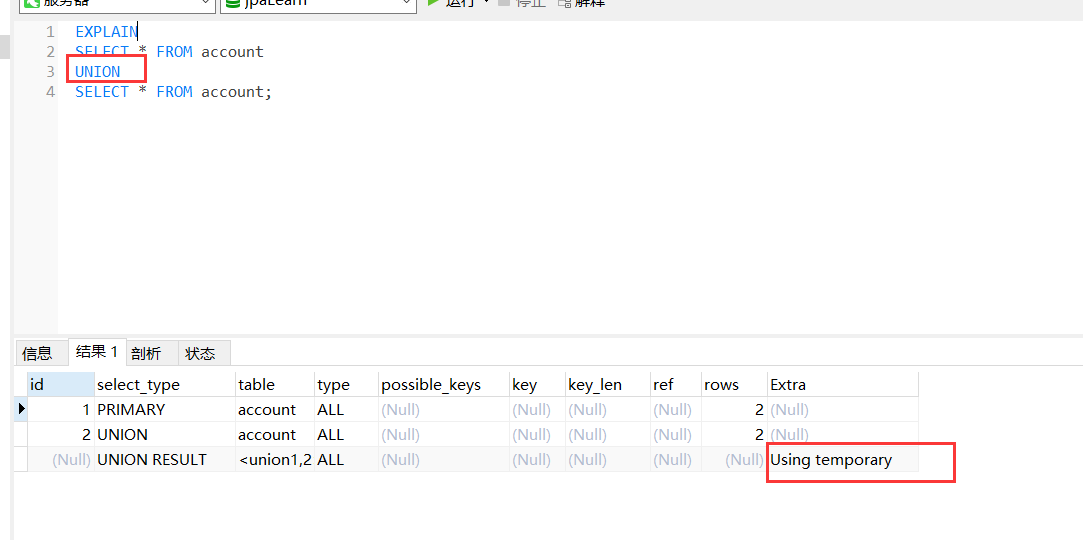 服务器 jpaLearn 运行 停止 解释
1 EXPLAIN
2 SELECT * FROM account
3 UNION
4 SELECT * FROM account;
信息 结果 1 剖析 状态
id select_type table type possible_keys key key_len ref rows Extra
1 PRIMARY account ALL (Null) (Null) (Null) (Null) 2 (Null)
2 UNION account ALL (Null) (Null) (Null) (Null) 2 (Null)
(Null) UNION RESULT <union1,2 ALL (Null) (Null) (Null) (Null) (Null) Using temporary